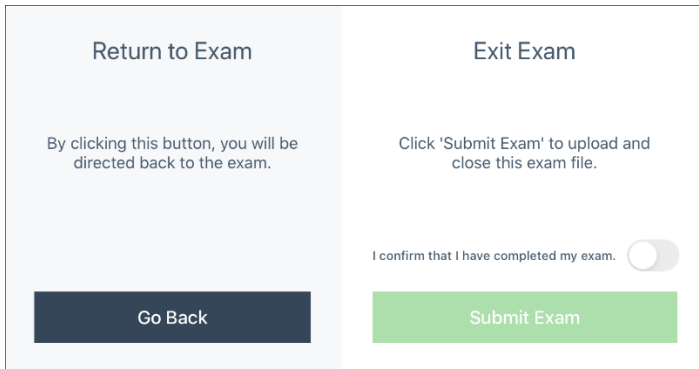 Return to Exam
By clicking this button, you will be
directed back to the exam.
Go Back
Exit Exam
Click 'Submit Exam' to upload and
close this exam file.
I confirm that I have completed my exam.
Submit Exam